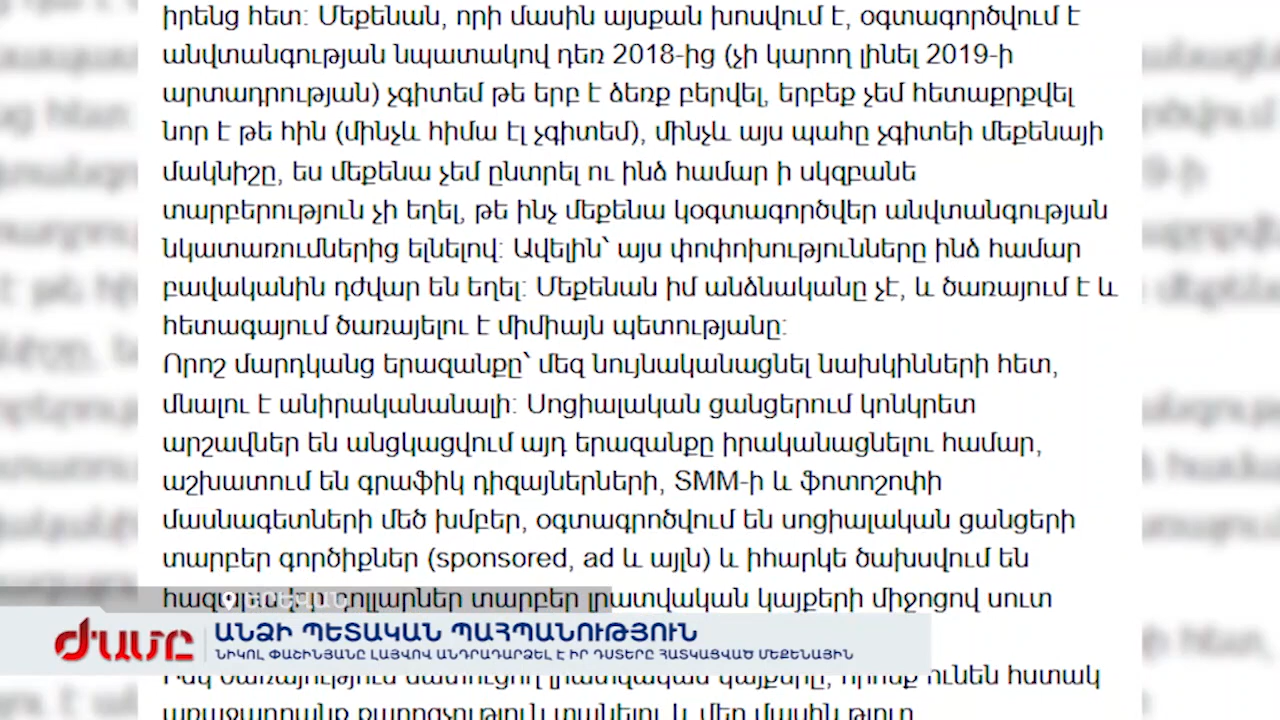 իրենց հետ: Մեքենան, որի մասին այսքան խոսվում է, օգտագործվում է
անվտանգության նպատակով դեռ 2018-ից (չի կարող լինել 2019-ի
արտադրության) չգիտեմ թե երբ է ձեռք բերվել, երբեք չեմ հետաքրքվել
նոր է թե հին (մինչև հիմա էլ չգիտեմ), մինչև այս պահը չգիտեի մեքենայի
մակնիշը, ես մեքենա չեմ ընտրել ու ինձ համար ի սկզբանե
տարբերություն չի եղել, թե ինչ մեքենա կօգտագործվեր անվտանգության
նկատառումներից ելնելով: Ավելին՝ այս փոփոխությունները ինձ համար
բավականին դժվար են եղել: Մեքենան իմ անձնականը չէ, և ծառայում է և
հետագայում ծառայելու է միմիայն պետությանը:
Որոշ մարդկանց երազանքը՝ մեզ նույնականացնել նախկինների հետ,
մնալու է անիրականանալի: Սոցիալական ցանցերում կոնկրետ
արշավներ են անցկացվում այդ երազանքը իրականացնելու համար,
աշխատում են գրաֆիկ դիզայներների, SMM-ի և ֆոտոշոփի
մասնագետների մեծ խմբեր, օգտագրոծվում են սոցիալական ցանցերի
տարբեր գործիքներ (sponsored, ad և այլն) և իհարկե ծախսվում են
դոլլարներ տարբեր լրատվական կայքերի միջոցով սուտ
ԵՐԵՎԱՆ
ԺԱՄԸ
ԱՆՁԻ ՊԵՏԱԿԱՆ ՊԱՀՊԱՆՈՒԹՅՈՒՆ
ՆԻԿՈԼ ՓԱՇԻՆՅԱՆԸ ԼԱՅՎՈՎ ԱՆԴՐԱԴԱՐՁԵԼ Է ԻՐ ԴՍՏԵՐԸ ՀԱՏԿԱՑՎԱԾ ՄԵՔԵՆԱՅԻՆ
ունեն հստակ